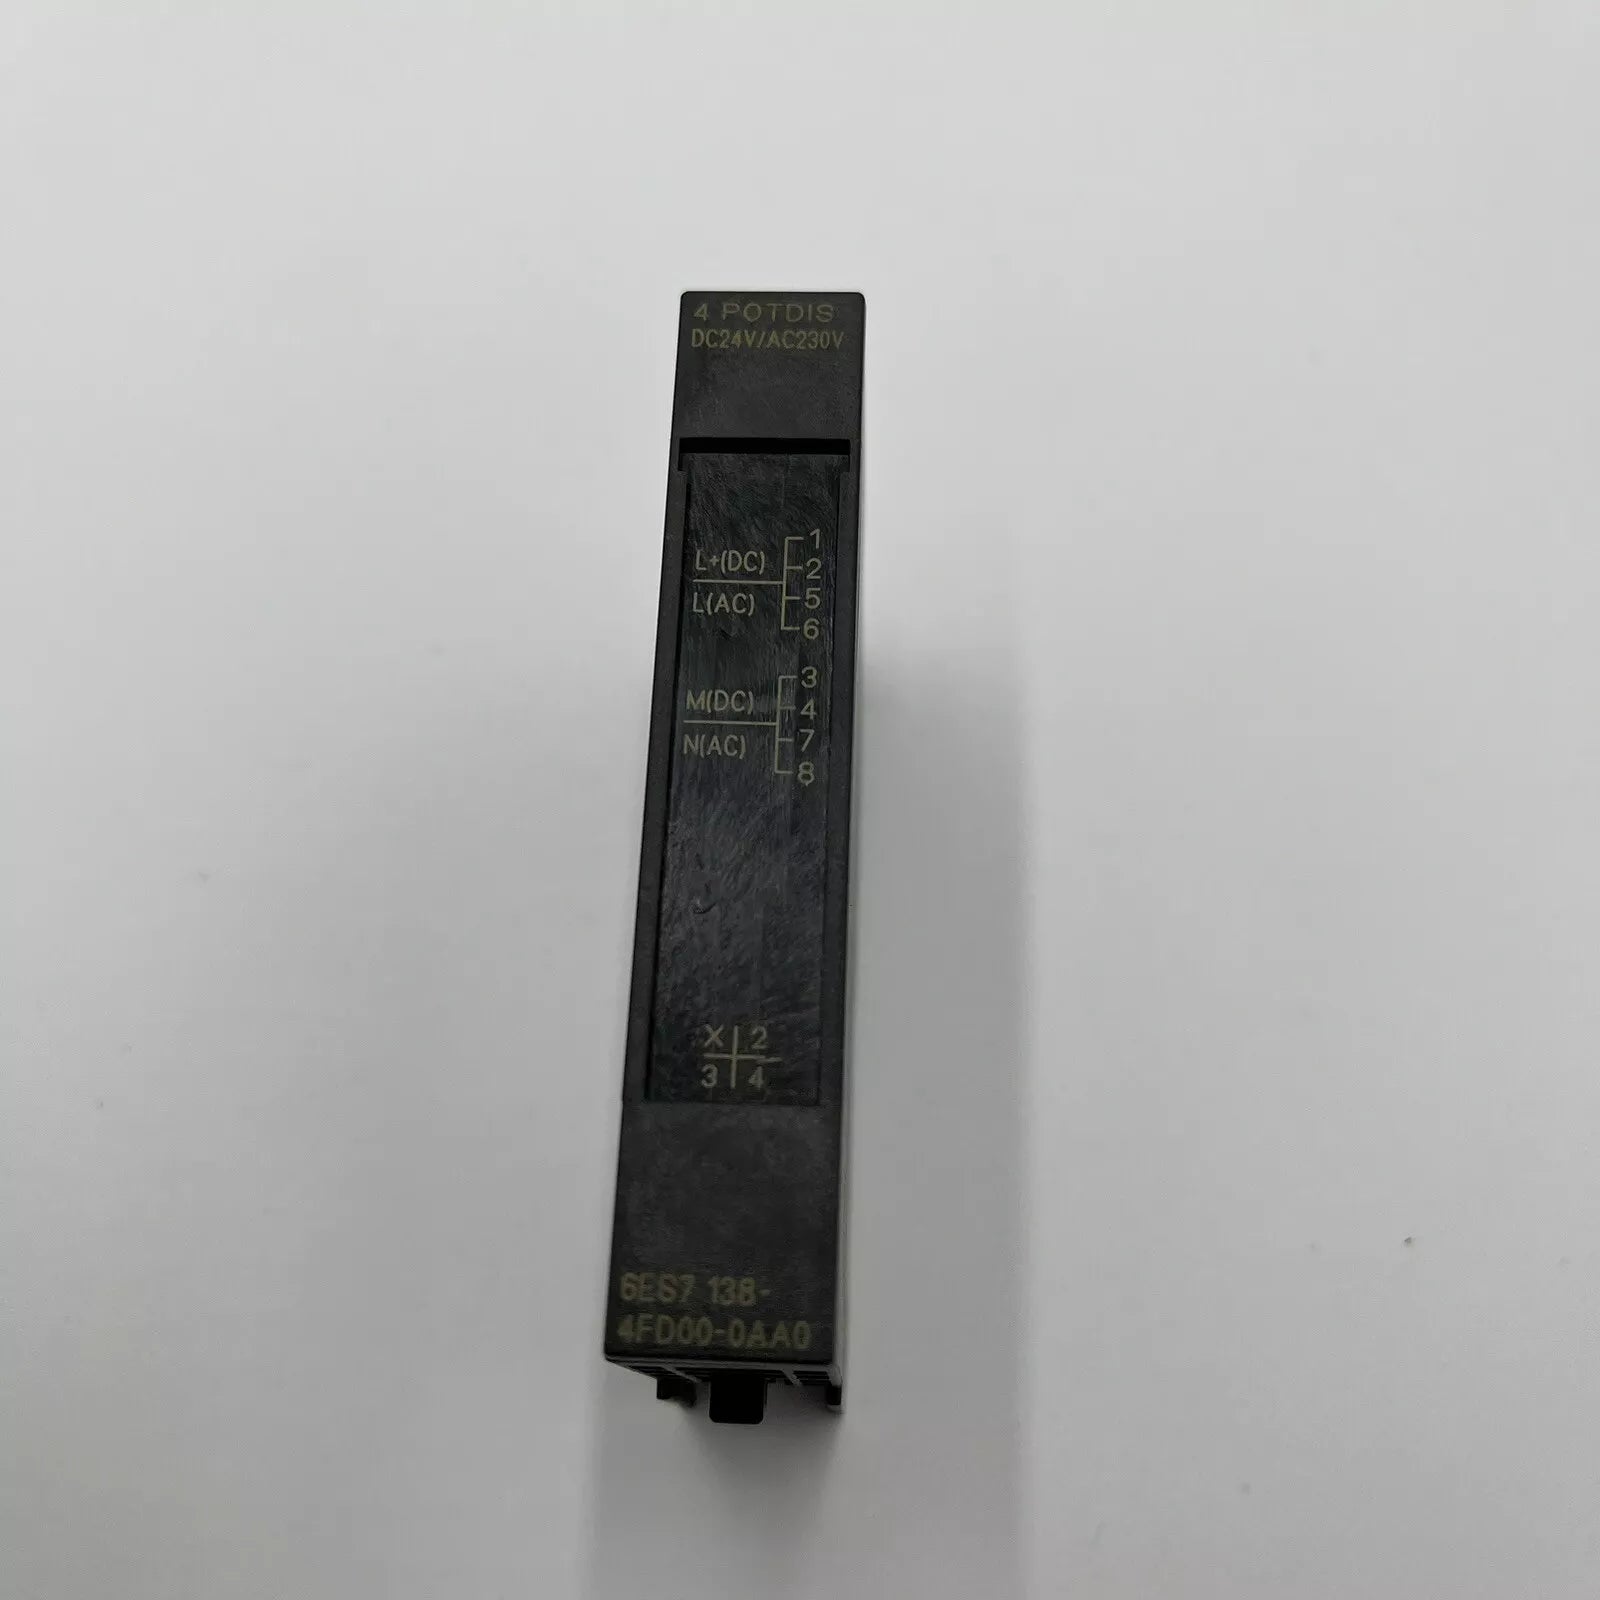 4 POTDIS
DC24V/AC230V
L+(DC)
L(AC)
1
2
5
6
M(DC)
N(AC)
3
4
7
8
X 2
3 4
6ES7 138-
4FD00-0AA0